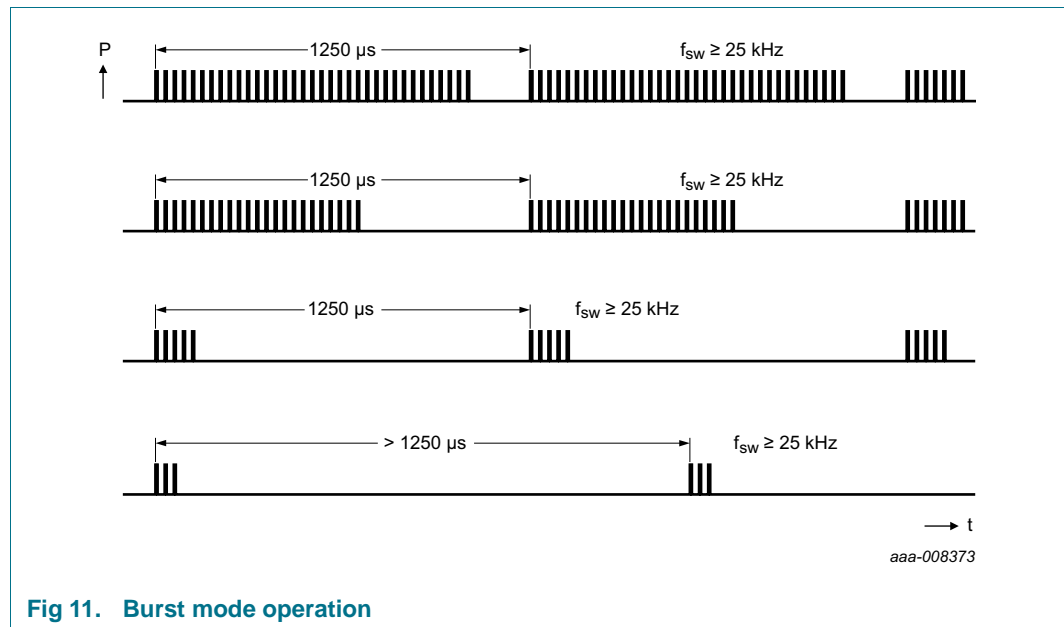 P
1250 µs
f_sw ≥ 25 kHz
1250 µs
f_sw ≥ 25 kHz
1250 µs
f_sw ≥ 25 kHz
> 1250 µs
f_sw ≥ 25 kHz
t
aaa-008373
Fig 11. Burst mode operation